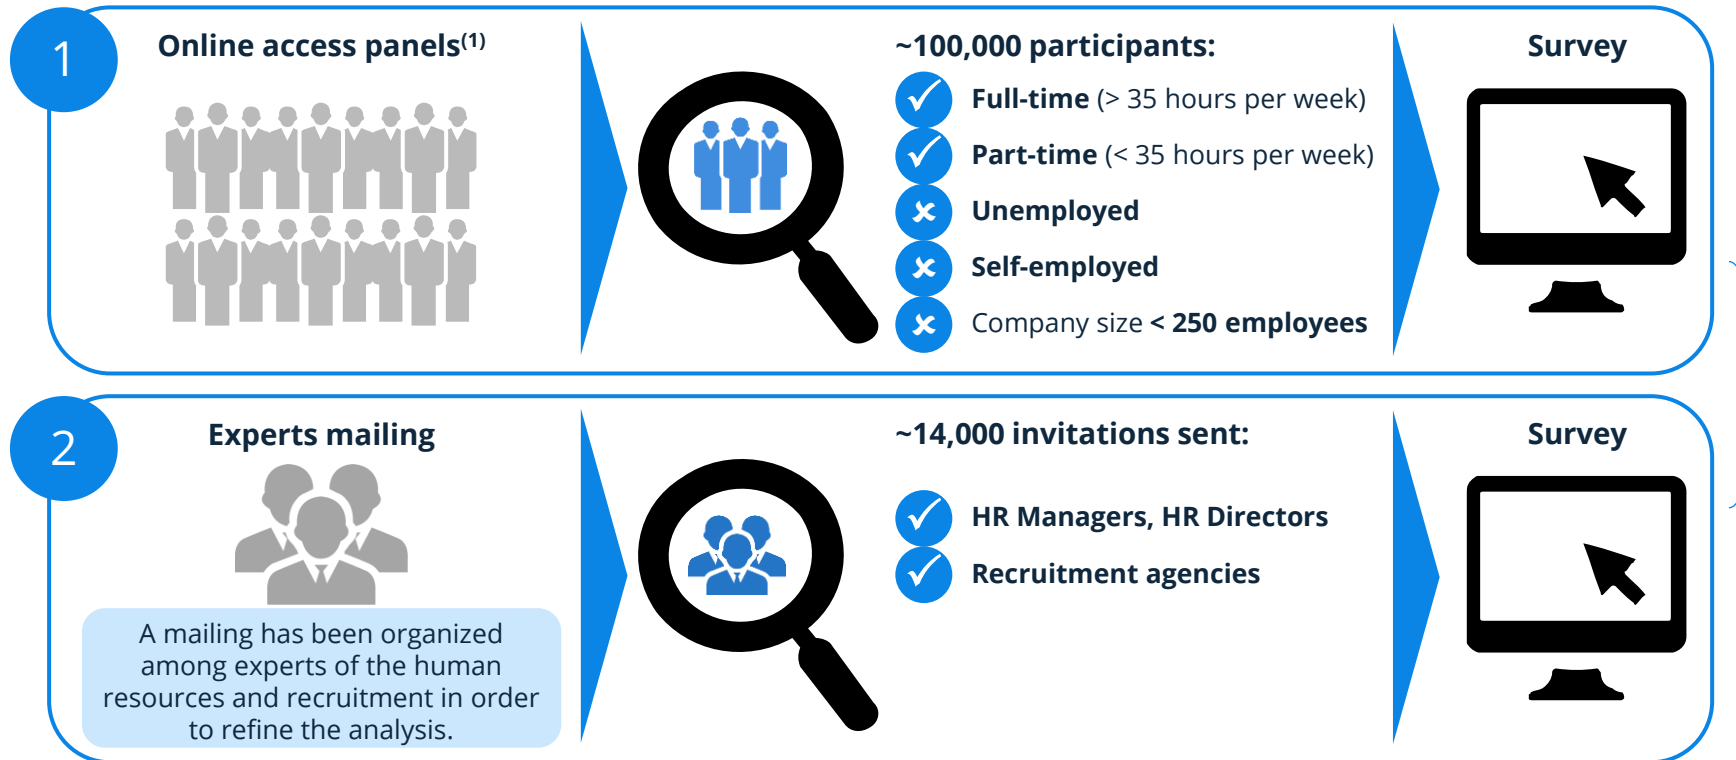 1
Online access panels(1)
~100,000 participants:
Full-time (> 35 hours per week)
Part-time (< 35 hours per week)
Unemployed
Self-employed
Company size < 250 employees
Survey
2
Experts mailing
A mailing has been organized
among experts of the human
resources and recruitment in order
to refine the analysis.
~14,000 invitations sent:
HR Managers, HR Directors
Recruitment agencies
Survey